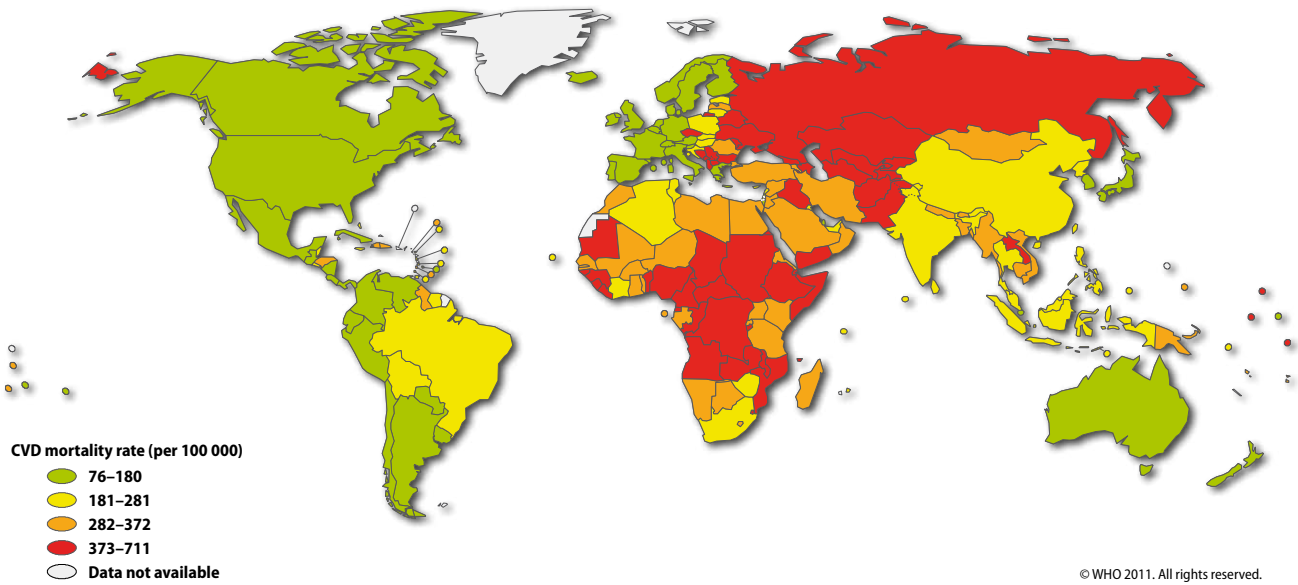 CVD mortality rate (per 100 000)
76–180
181–281
282–372
373–711
Data not available
© WHO 2011. All rights reserved.